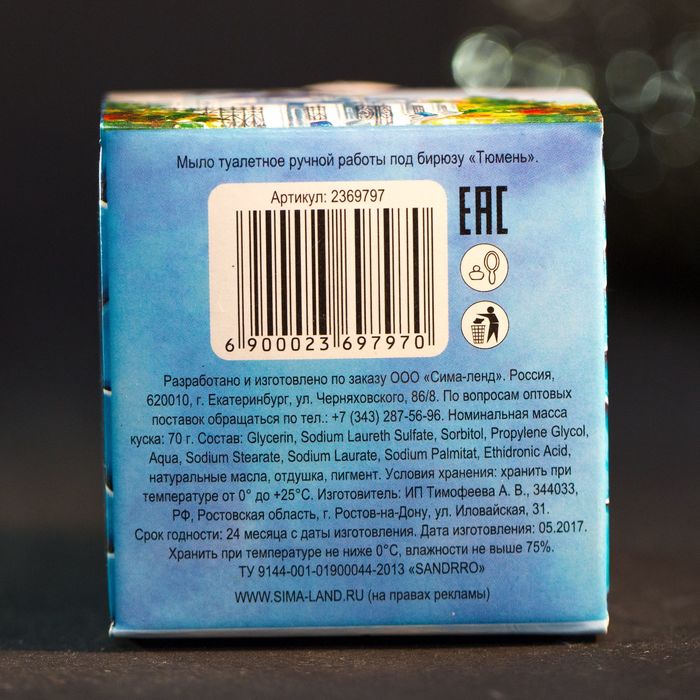 Мыло туалетное ручной работы под бирюзу «Тюмень».
Артикул: 2369797
EAC
6 900023 697970
Разработано и изготовлено по заказу ООО «Сима-ленд». Россия,
620010, г. Екатеринбург, ул. Черняховского, 86/8. По вопросам оптовых
поставок обращаться по тел.: +7 (343) 287-56-96. Номинальная масса
куска: 70 г. Состав: Glycerin, Sodium Laureth Sulfate, Sorbitol, Propylene Glycol,
Aqua, Sodium Stearate, Sodium Laurate, Sodium Palmitat, Ethidronic Acid,
натуральные масла, отдушка, пигмент. Условия хранения: хранить при
температуре от 0° до +25°С. Изготовитель: ИП Тимофеева А. В., 344033,
РФ, Ростовская область, г. Ростов-на-Дону, ул. Иловайская, 31.
Срок годности: 24 месяца с даты изготовления. Дата изготовления: 05.2017.
Хранить при температуре не ниже 0°С, влажности не выше 75%.
ТУ 9144-001-01900044-2013 «SANDRRO»
WWW.SIMA-LAND.RU (на правах рекламы)